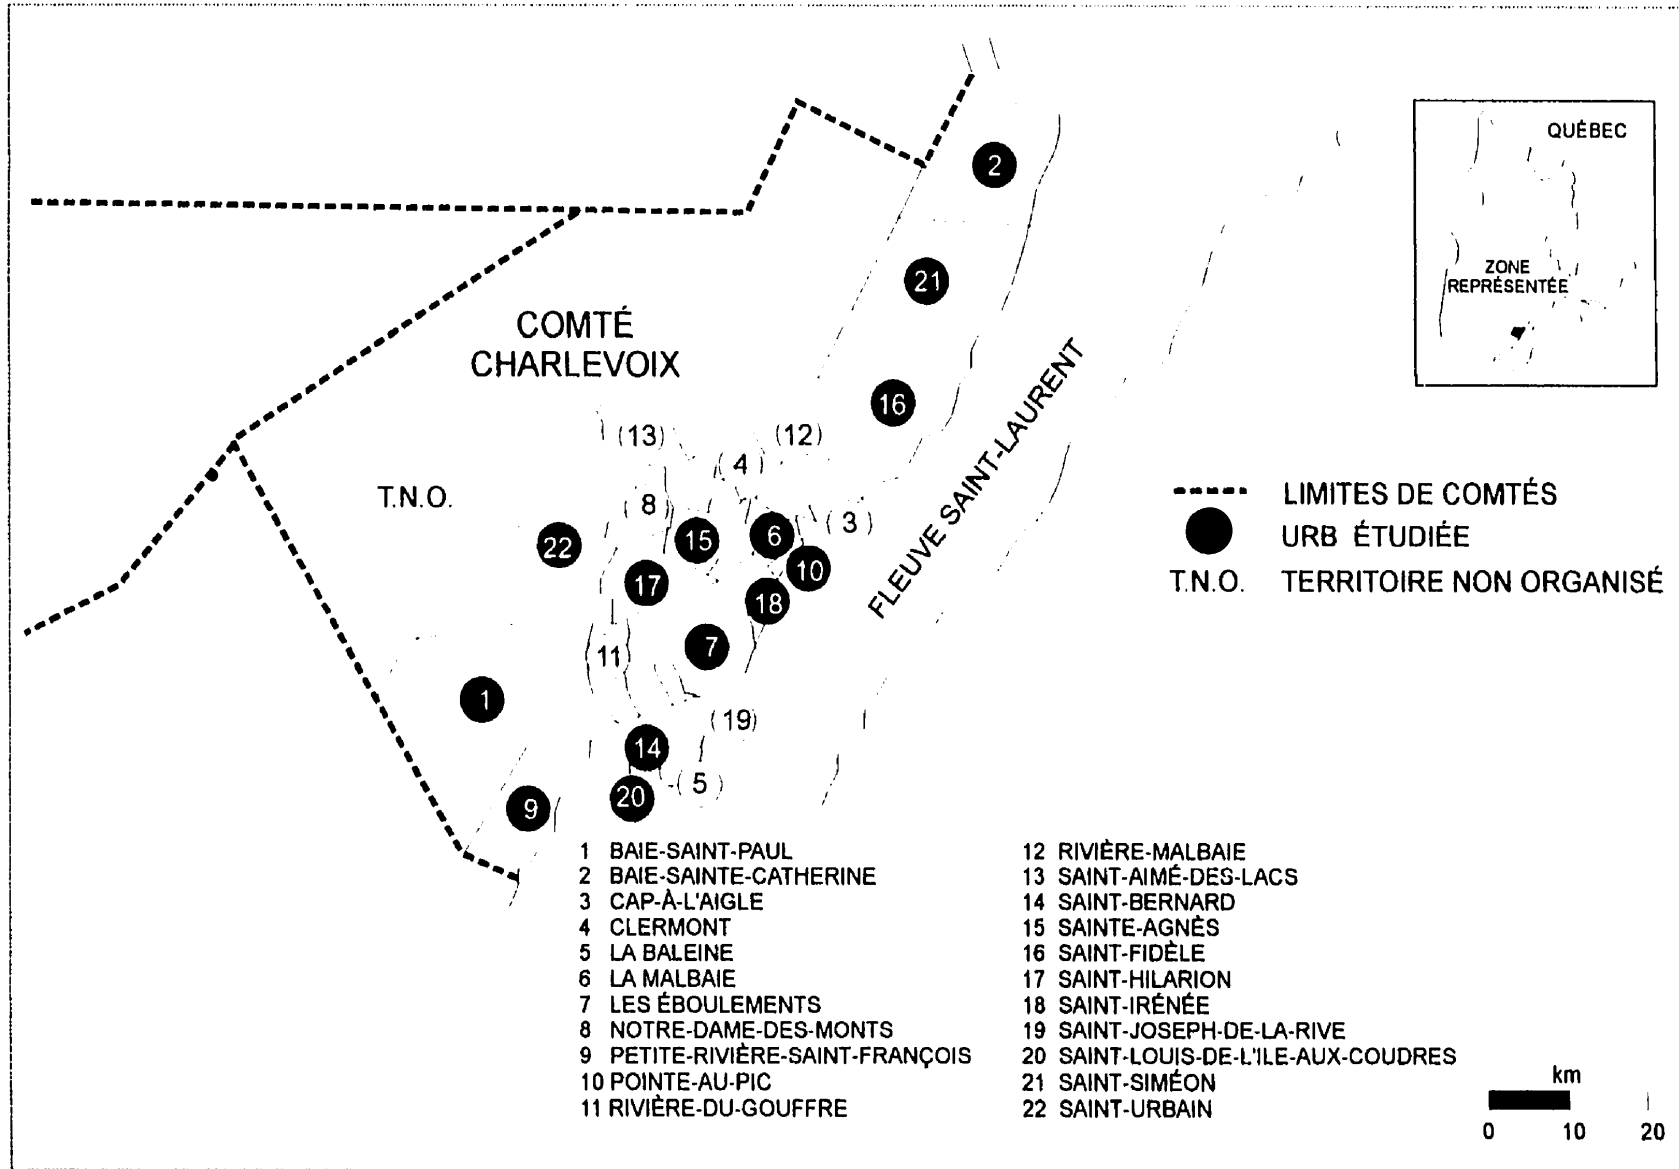 QUÉBEC
ZONE
REPRÉSENTÉE
2
21
COMTÉ
CHARLEVOIX
16
(13)
(12)
(4)
T.N.O.
(8)
(3)
22
15
6
10
17
18
FLEUVE SAINT-LAURENT
11
7
1
(19)
14
(5)
20
9
LIMITES DE COMTÉS
URB ÉTUDIÉE
T.N.O. TERRITOIRE NON ORGANISÉ
1 BAIE-SAINT-PAUL
2 BAIE-SAINTE-CATHERINE
3 CAP-À-L'AIGLE
4 CLERMONT
5 LA BALEINE
6 LA MALBAIE
7 LES ÉBOULEMENTS
8 NOTRE-DAME-DES-MONTS
9 PETITE-RIVIÈRE-SAINT-FRANÇOIS
10 POINTE-AU-PIC
11 RIVIÈRE-DU-GOUFFRE
12 RIVIÈRE-MALBAIE
13 SAINT-AIMÉ-DES-LACS
14 SAINT-BERNARD
15 SAINTE-AGNÈS
16 SAINT-FIDÈLE
17 SAINT-HILARION
18 SAINT-IRÉNÉE
19 SAINT-JOSEPH-DE-LA-RIVE
20 SAINT-LOUIS-DE-L'ILE-AUX-COUDRES
21 SAINT-SIMÉON
22 SAINT-URBAIN
km
0 10 20